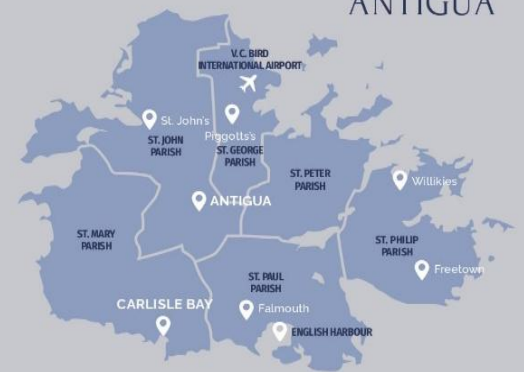 ANTIGUA
V. C. BIRD
INTERNATIONAL AIRPORT
St. John's
Piggotts's
ST. JOHN
PARISH
ST. GEORGE
PARISH
ST. PETER
PARISH
Willikies
ANTIGUA
ST. MARY
PARISH
ST. PHILIP
PARISH
Freetown
ST. PAUL
PARISH
CARLISLE BAY
Falmouth
ENGLISH HARBOUR